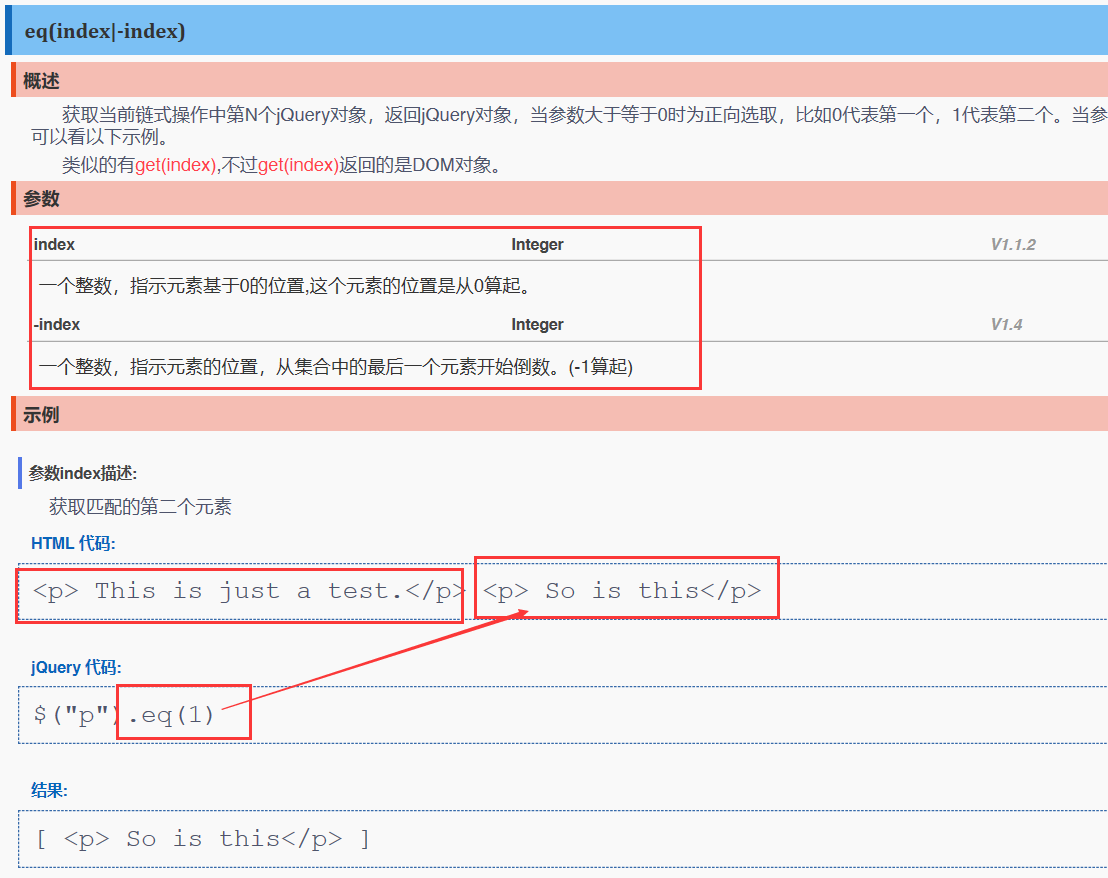 eq(index|-index)
概述
获取当前链式操作中第N个jQuery对象，返回jQuery对象，当参数大于等于0时为正向选取，比如0代表第一个，1代表第二个。当参
可以看以下示例。
类似的有get(index),不过get(index)返回的是DOM对象。
参数
index Integer V1.1.2
一个整数，指示元素基于0的位置,这个元素的位置是从0算起。
-index Integer V1.4
一个整数，指示元素的位置，从集合中的最后一个元素开始倒数。(-1算起)
示例
参数index描述:
获取匹配的第二个元素
HTML 代码:
<p> This is just a test.</p> <p> So is this</p>
jQuery 代码:
$("p").eq(1)
结果:
[ <p> So is this</p> ]